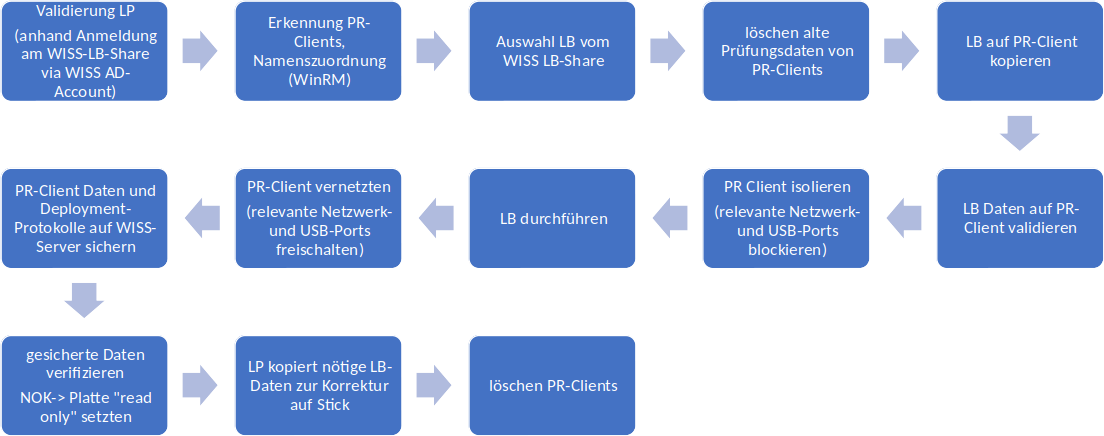 Validierung LP
(anhand Anmeldung
am WISS-LB-Share
via WISS AD-
Account)
Erkennung PR-
Clients,
Namenszuordnung
(WinRM)
Auswahl LB vom
WISS LB-Share
löschen alte
Prüfungsdaten von
PR-Clients
LB auf PR-Client
kopieren
LB Daten auf PR-
Client validieren
PR Client isolieren
(relevante Netzwerk-
und USB-Ports
blockieren)
LB durchführen
PR-Client vernetzten
(relevante Netzwerk-
und USB-Ports
freischalten)
PR-Client Daten und
Deployment-
Protokolle auf WISS-
Server sichern
gesicherte Daten
verifizieren
NOK-> Platte "read
only" setzten
LP kopiert nötige LB-
Daten zur Korrektur
auf Stick
löschen PR-Clients